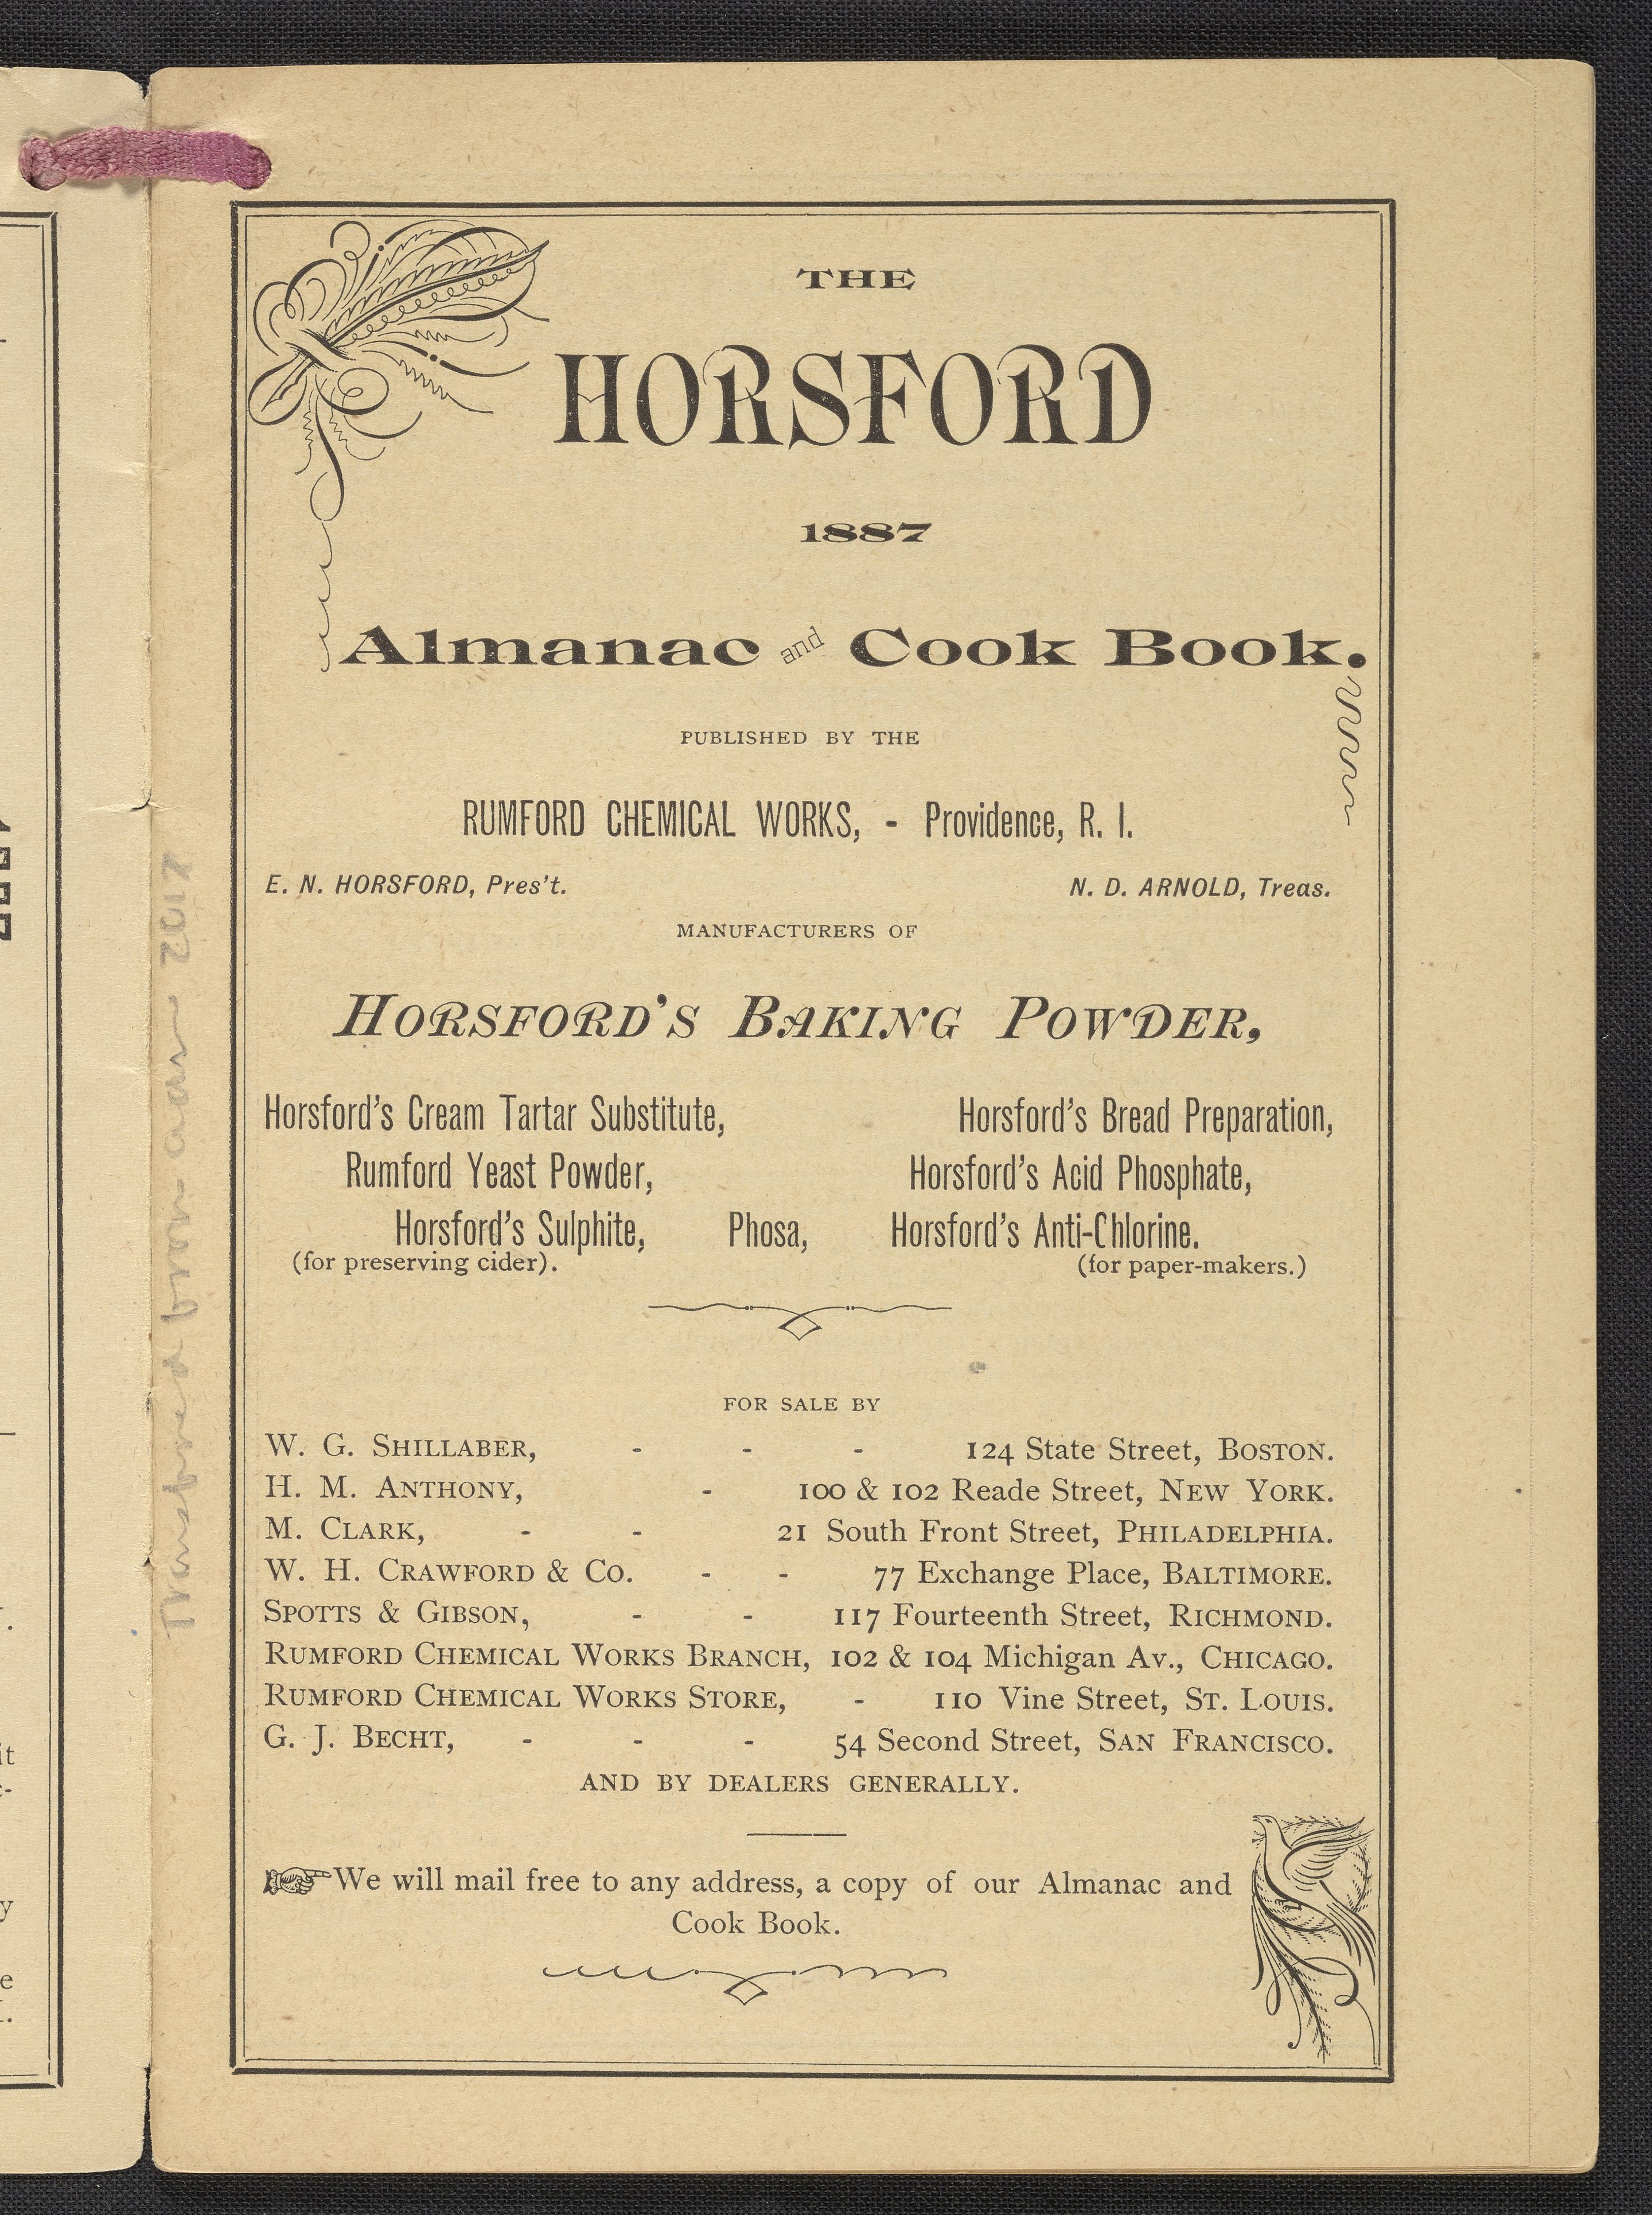 THE
HORSFORD
1887
Almanac and Cook Book.
PUBLISHED BY THE
RUMFORD CHEMICAL WORKS, - Providence, R. I.
E. N. HORSFORD, Pres't. N. D. ARNOLD, Treas.
MANUFACTURERS OF
HORSFORD'S BAKING POWDER,
Horsford's Cream Tartar Substitute, Horsford's Bread Preparation,
Rumford Yeast Powder, Horsford's Acid Phosphate,
Horsford's Sulphite, Phosa, Horsford's Anti-Chlorine.
(for preserving cider). (for paper-makers.)
FOR SALE BY
W. G. SHILLABER, - - - 124 State Street, BOSTON.
H. M. ANTHONY, - 100 & 102 Reade Street, NEW YORK.
M. CLARK, - - 21 South Front Street, PHILADELPHIA.
W. H. CRAWFORD & CO. - - 77 Exchange Place, BALTIMORE.
SPOTTS & GIBSON, - - 117 Fourteenth Street, RICHMOND.
RUMFORD CHEMICAL WORKS BRANCH, 102 & 104 Michigan Av., CHICAGO.
RUMFORD CHEMICAL WORKS STORE, - 110 Vine Street, ST. LOUIS.
G. J. BECHT, - - - 54 Second Street, SAN FRANCISCO.
AND BY DEALERS GENERALLY.
We will mail free to any address, a copy of our Almanac and
Cook Book.
Transferred from 2017